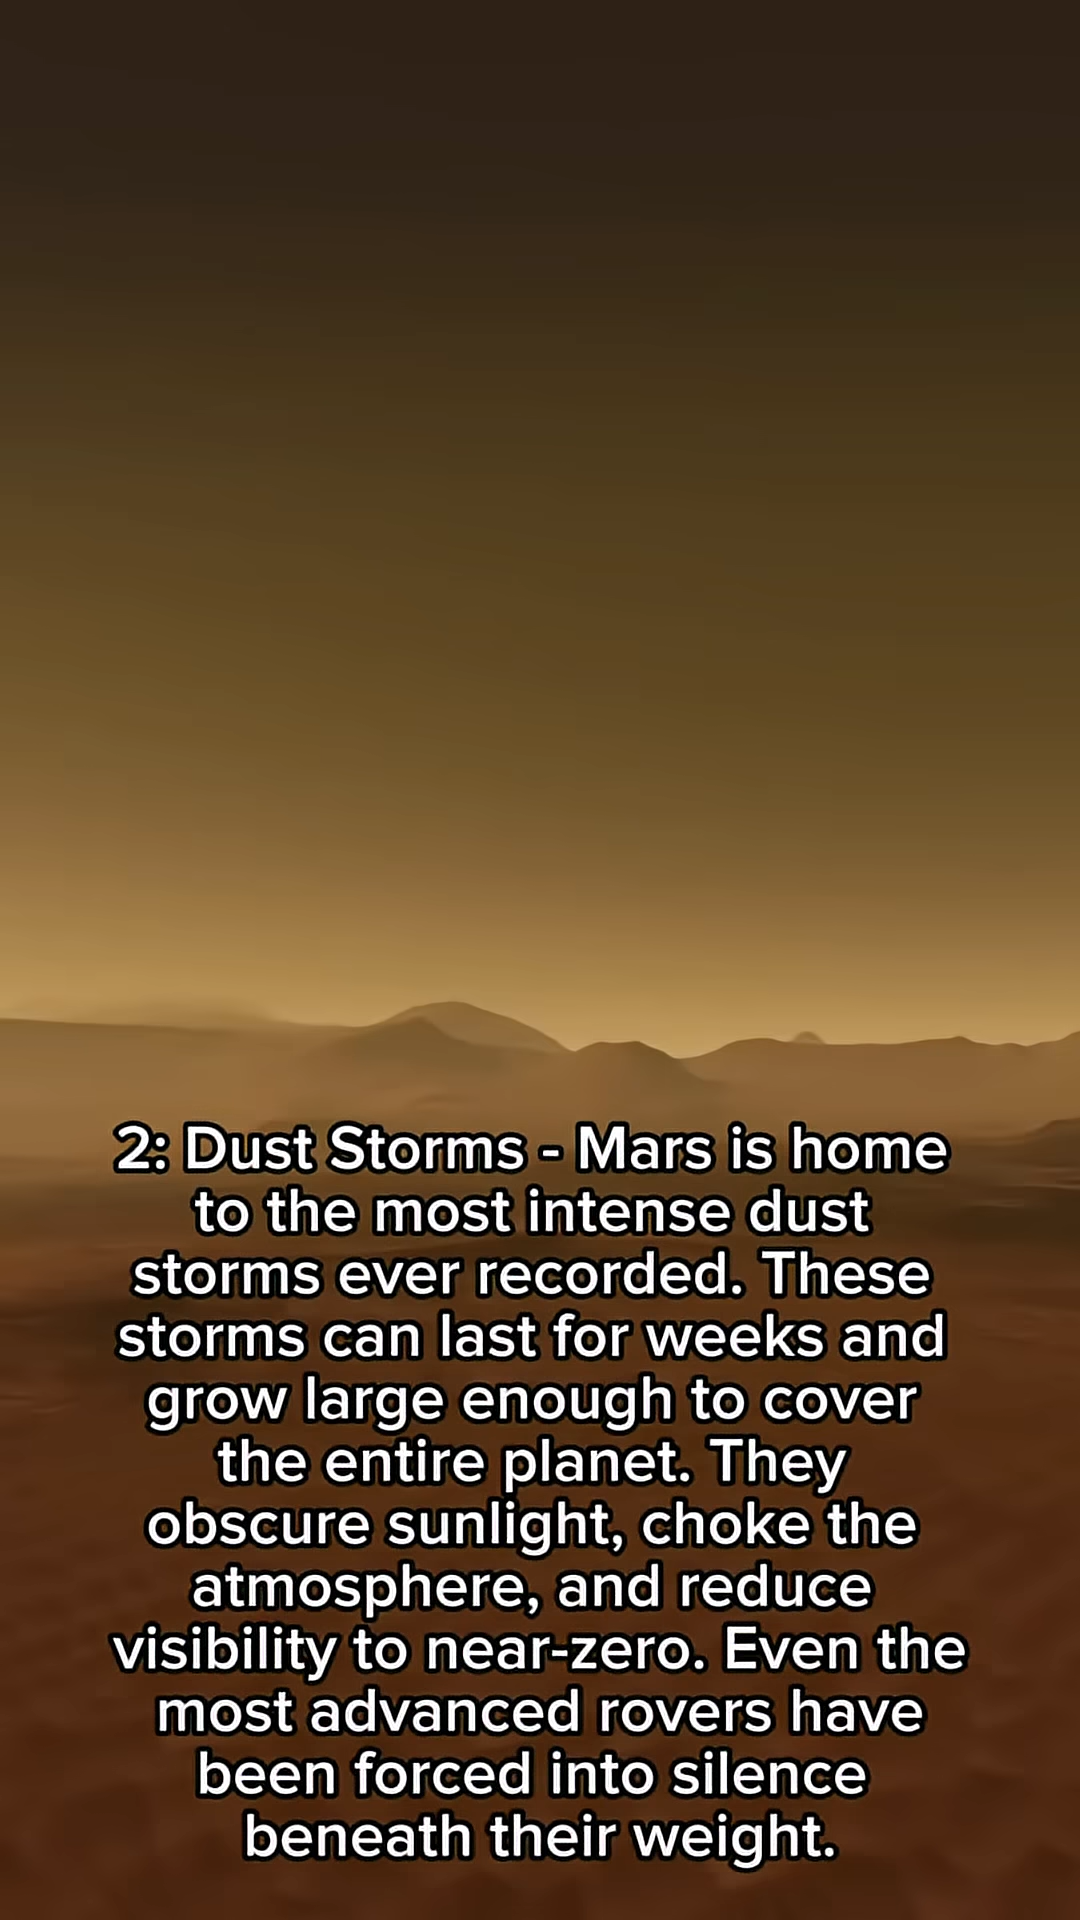 2: Dust Storms - Mars is home
to the most intense dust
storms ever recorded. These
storms can last for weeks and
grow large enough to cover
the entire planet. They
obscure sunlight, choke the
atmosphere, and reduce
visibility to near-zero. Even the
most advanced rovers have
been forced into silence
beneath their weight.